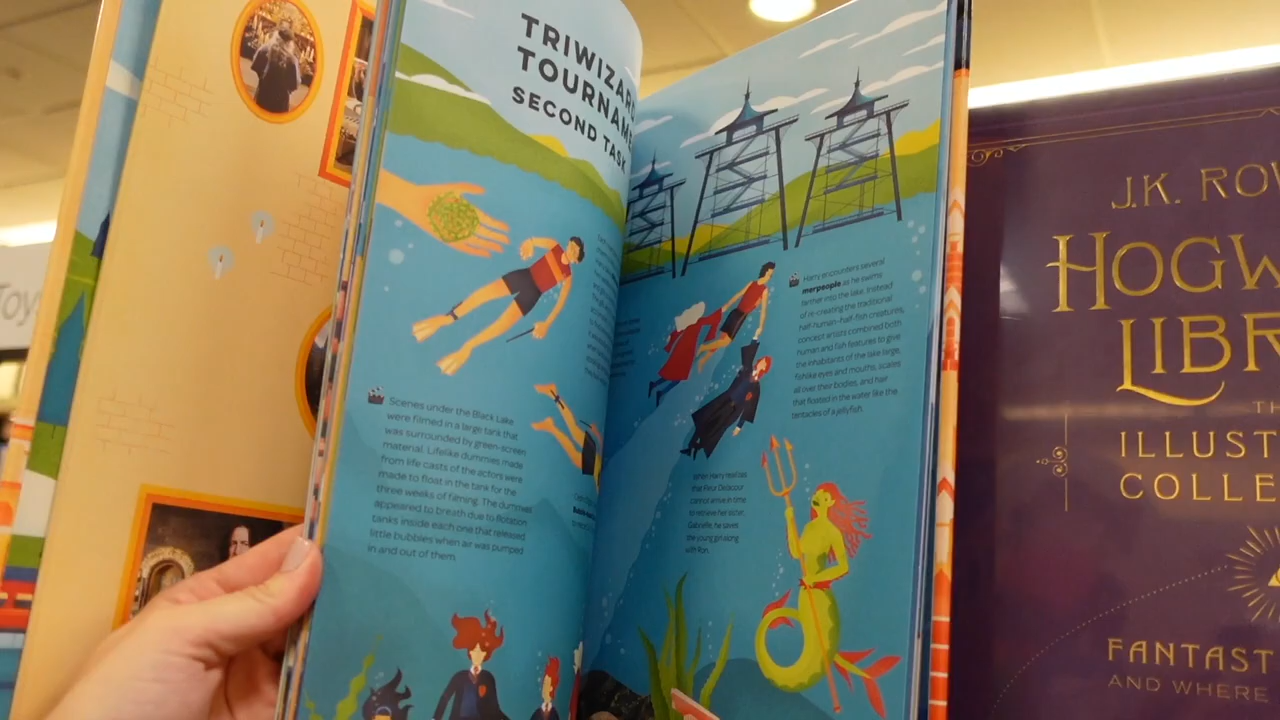 TRIWIZAR
TOURNAM
SECOND TASK
Scenes under the Black Lake
were filmed in a large tank that
was surrounded by green-screen
material. Lifelike dummies made
from life casts of the actors were
made to float in the tank for the
three weeks of filming. The dummies
appeared to breath due to flotation
tanks inside each one that released
little bubbles when air was pumped
in and out of them.
Harry encounters several
merpeople as he swims
farther into the lake. Instead
of re-creating the traditional
half-human-half-fish creatures,
concept artists combined both
human and fish features to give
the inhabitants of the lake large,
fishlike eyes and mouths, scales
all over their bodies, and hair
that floated in the water like the
tentacles of a jellyfish.
When Harry realizes
that Fleur Delacour
cannot arrive in time
to retrieve her sister,
Gabrielle, he saves
the young girl along
with Ron.
Toys
J.K. RO
HOGW
LIBR
TH
ILLUST
COLLE
FANTAST
AND WHERE